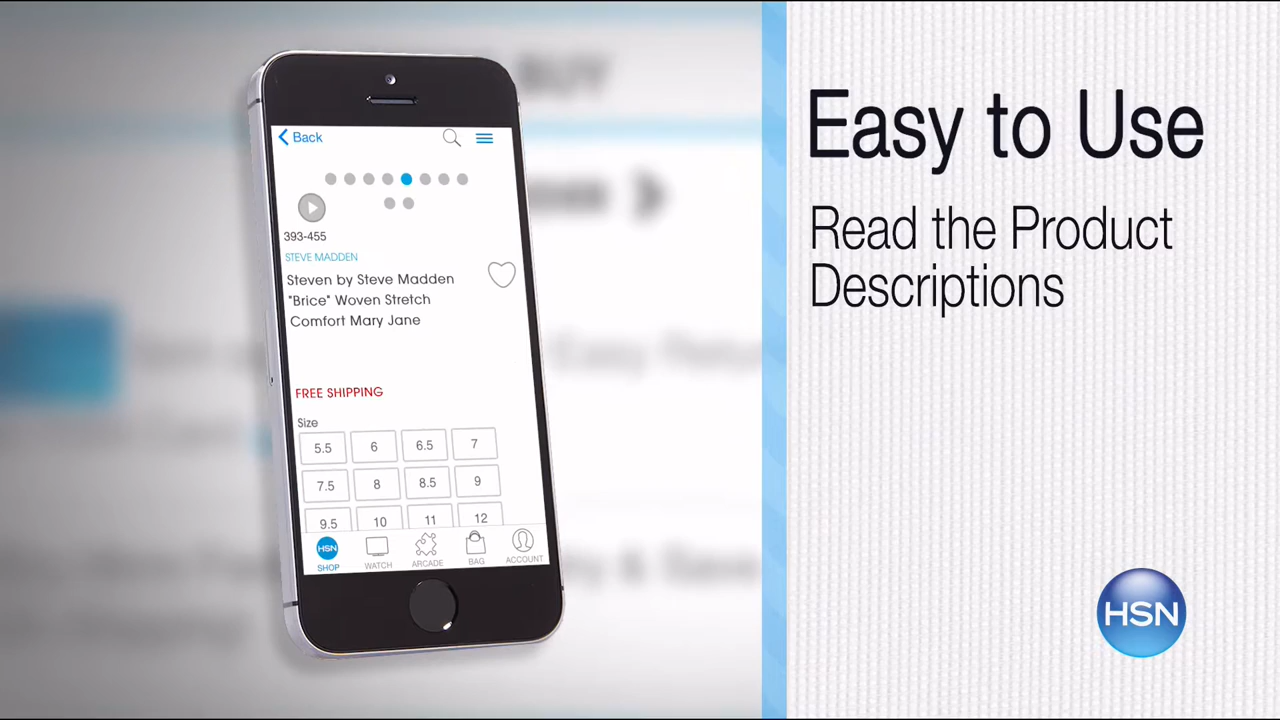 BUY
Back
393-455
STEVE MADDEN
Steven by Steve Madden
"Brice" Woven Stretch
Comfort Mary Jane
FREE SHIPPING
Size
5.5 6 6.5 7
7.5 8 8.5 9
9.5 10 11 12
HSN
SHOP WATCH ARCADE BAG ACCOUNT
Easy to Use
Read the Product
Descriptions
HSN